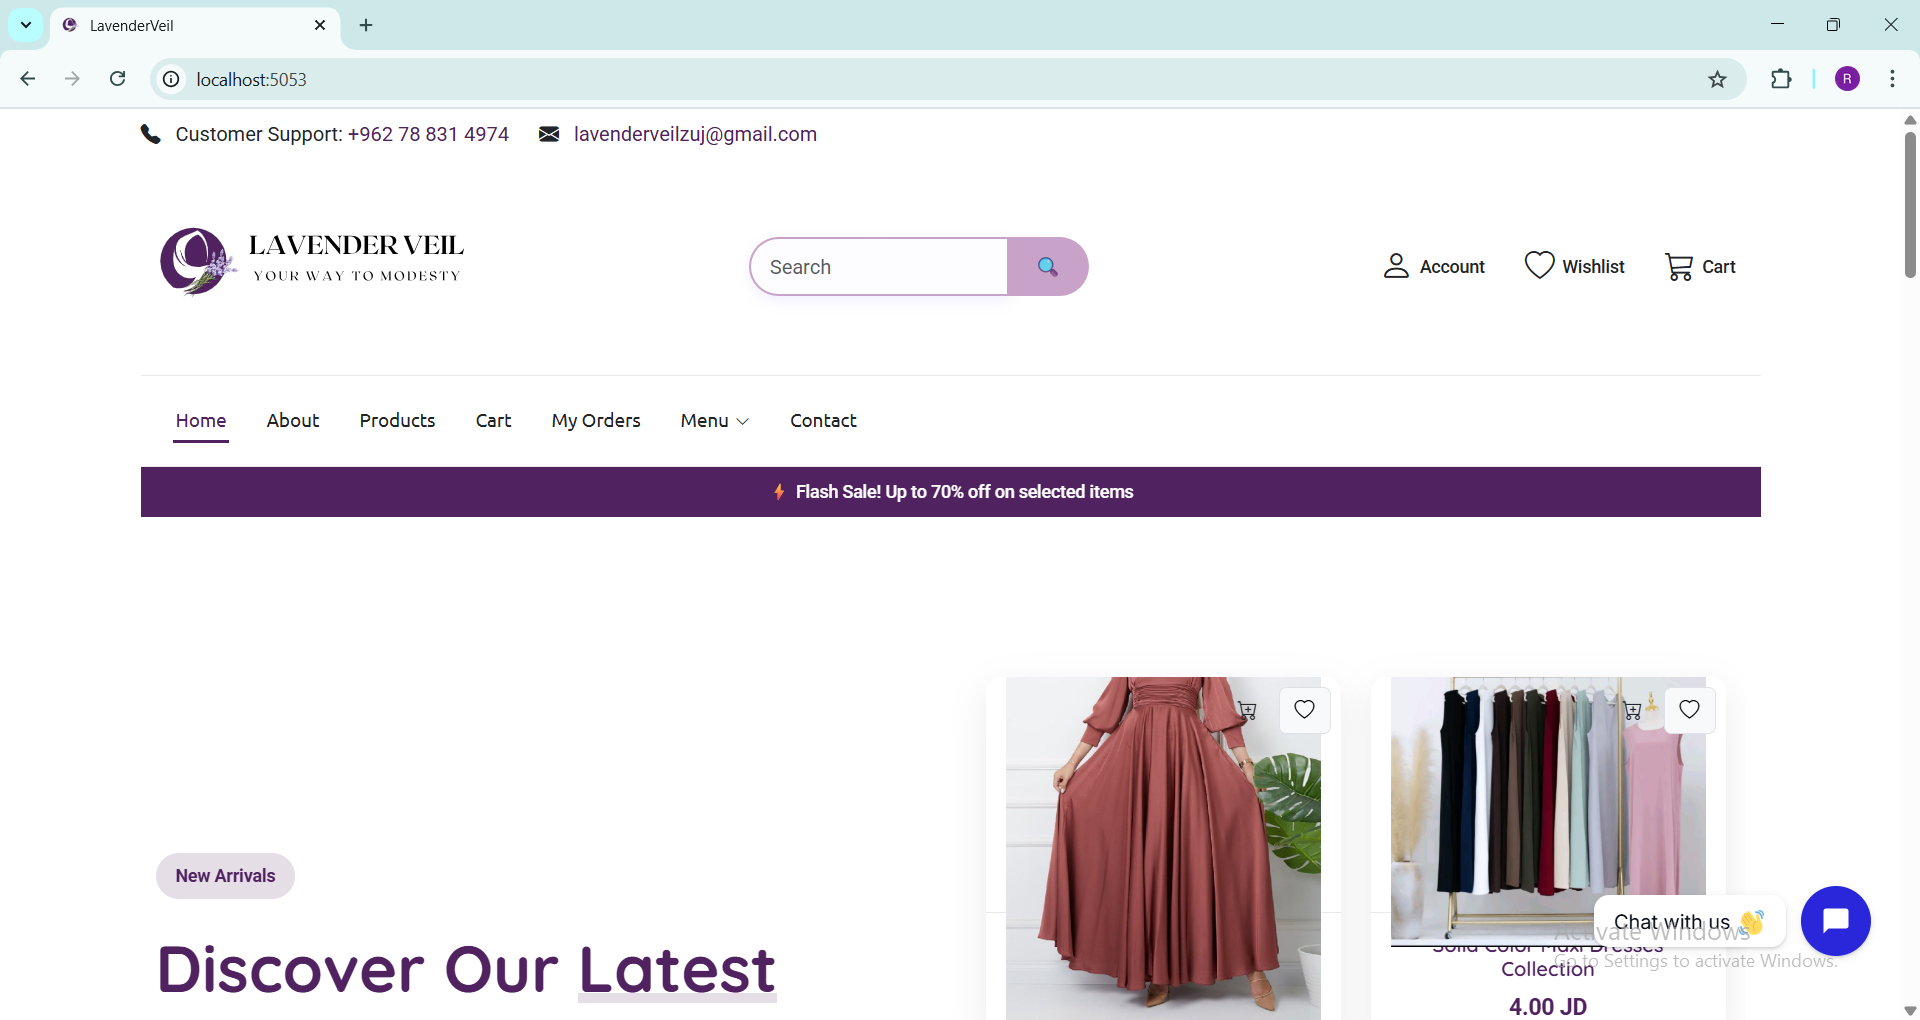 LavenderVeil
localhost:5053
R
Customer Support: +962 78 831 4974 lavenderveilzuj@gmail.com
LAVENDER VEIL
YOUR WAY TO MODESTY
Search
Account
Wishlist
Cart
Home About Products Cart My Orders Menu Contact
Flash Sale! Up to 70% off on selected items
New Arrivals
Discover Our Latest
Solid Color Maxi Dresses
Collection
4.00 JD
Chat with us
Activate Windows
Go to Settings to activate Windows.